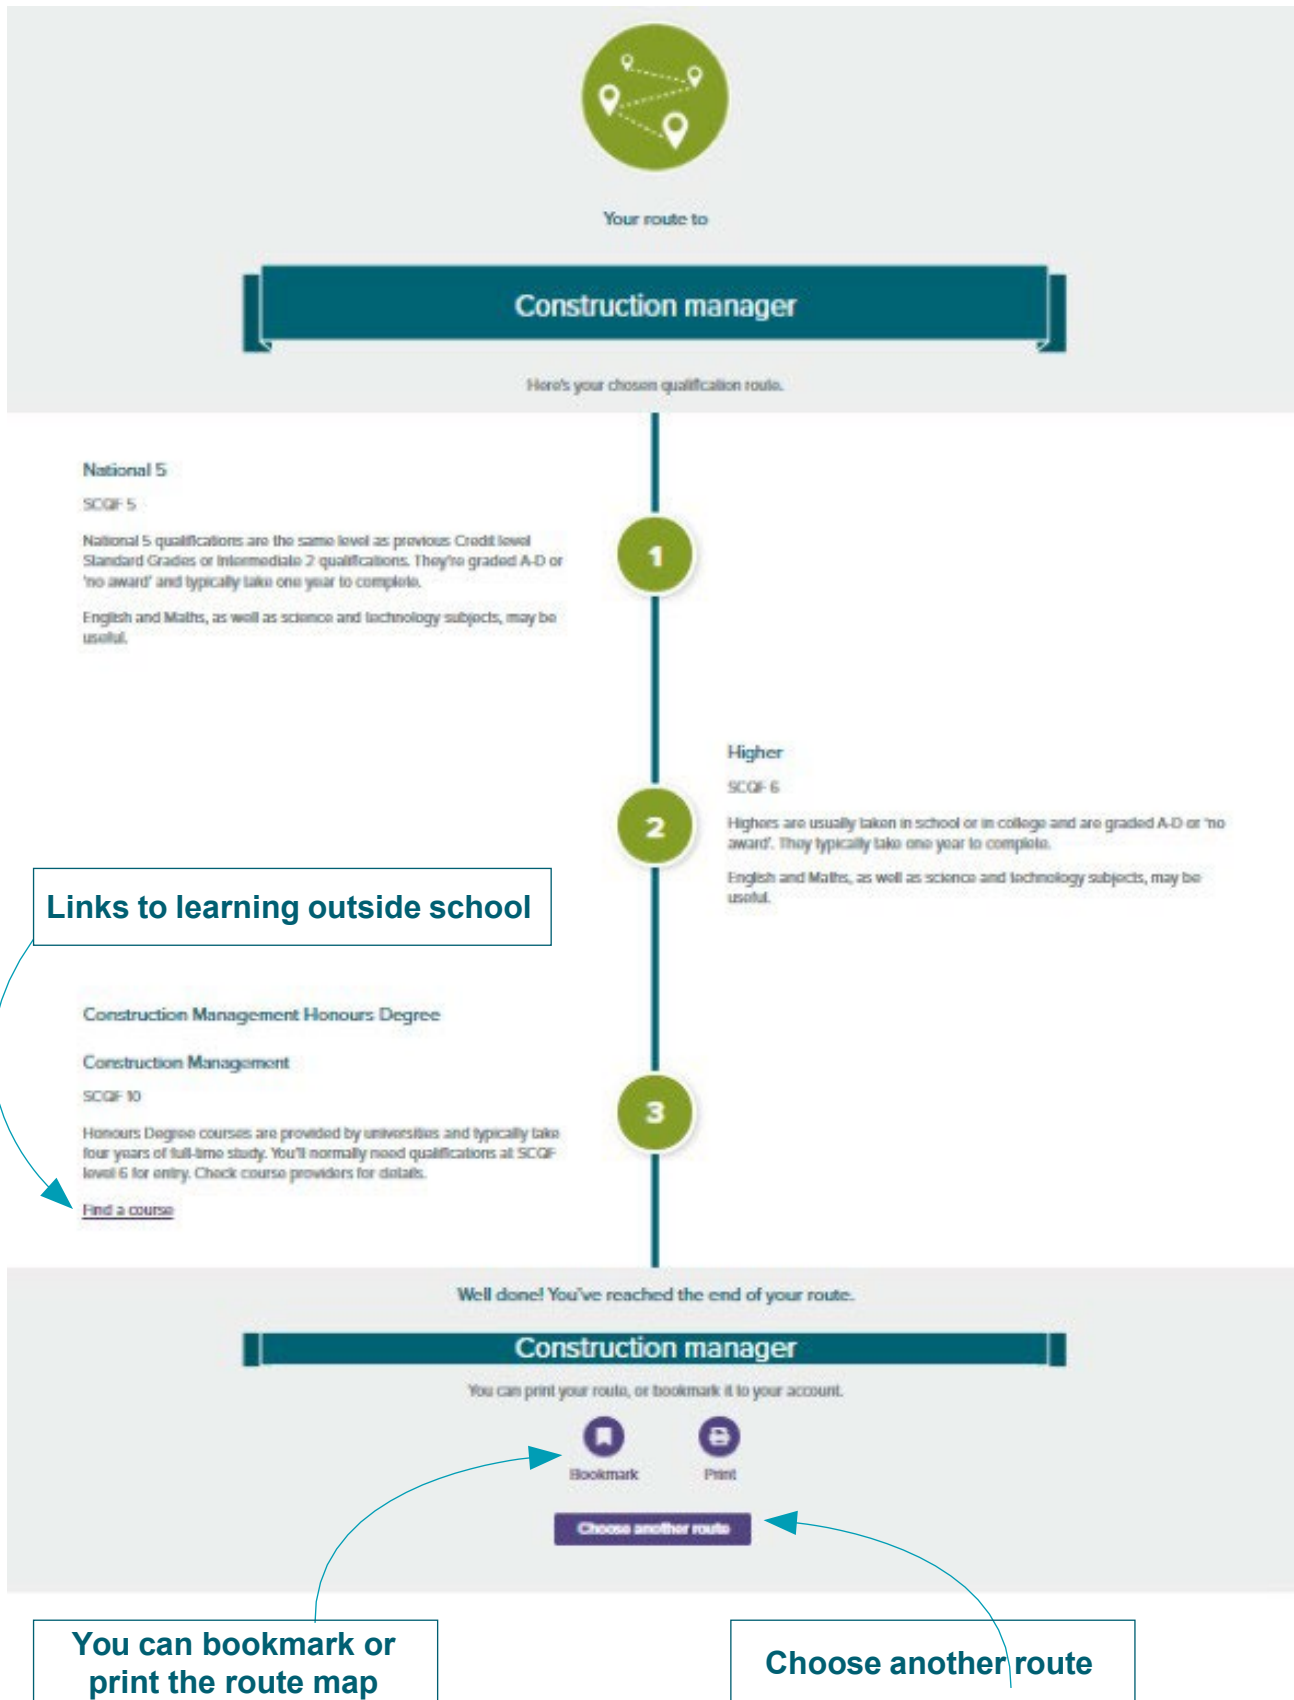 Your route to
Construction manager
Here's your chosen qualification route.
National 5
SCQF 5
National 5 qualifications are the same level as previous Credit level
Standard Grades or Intermediate 2 qualifications. They're graded A-D or
'no award' and typically take one year to complete.
English and Maths, as well as science and technology subjects, may be
useful.
1
Higher
SCQF 6
Highers are usually taken in school or in college and are graded A-D or 'no
award'. They typically take one year to complete.
English and Maths, as well as science and technology subjects, may be
useful.
2
Links to learning outside school
Construction Management Honours Degree
Construction Management
SCQF 10
Honours Degree courses are provided by universities and typically take
four years of full-time study. You'll normally need qualifications at SCQF
level 6 for entry. Check course providers for details.
Find a course
3
Well done! You've reached the end of your route.
Construction manager
You can print your route, or bookmark it to your account.
Bookmark
Print
Choose another route
You can bookmark or
print the route map
Choose another route